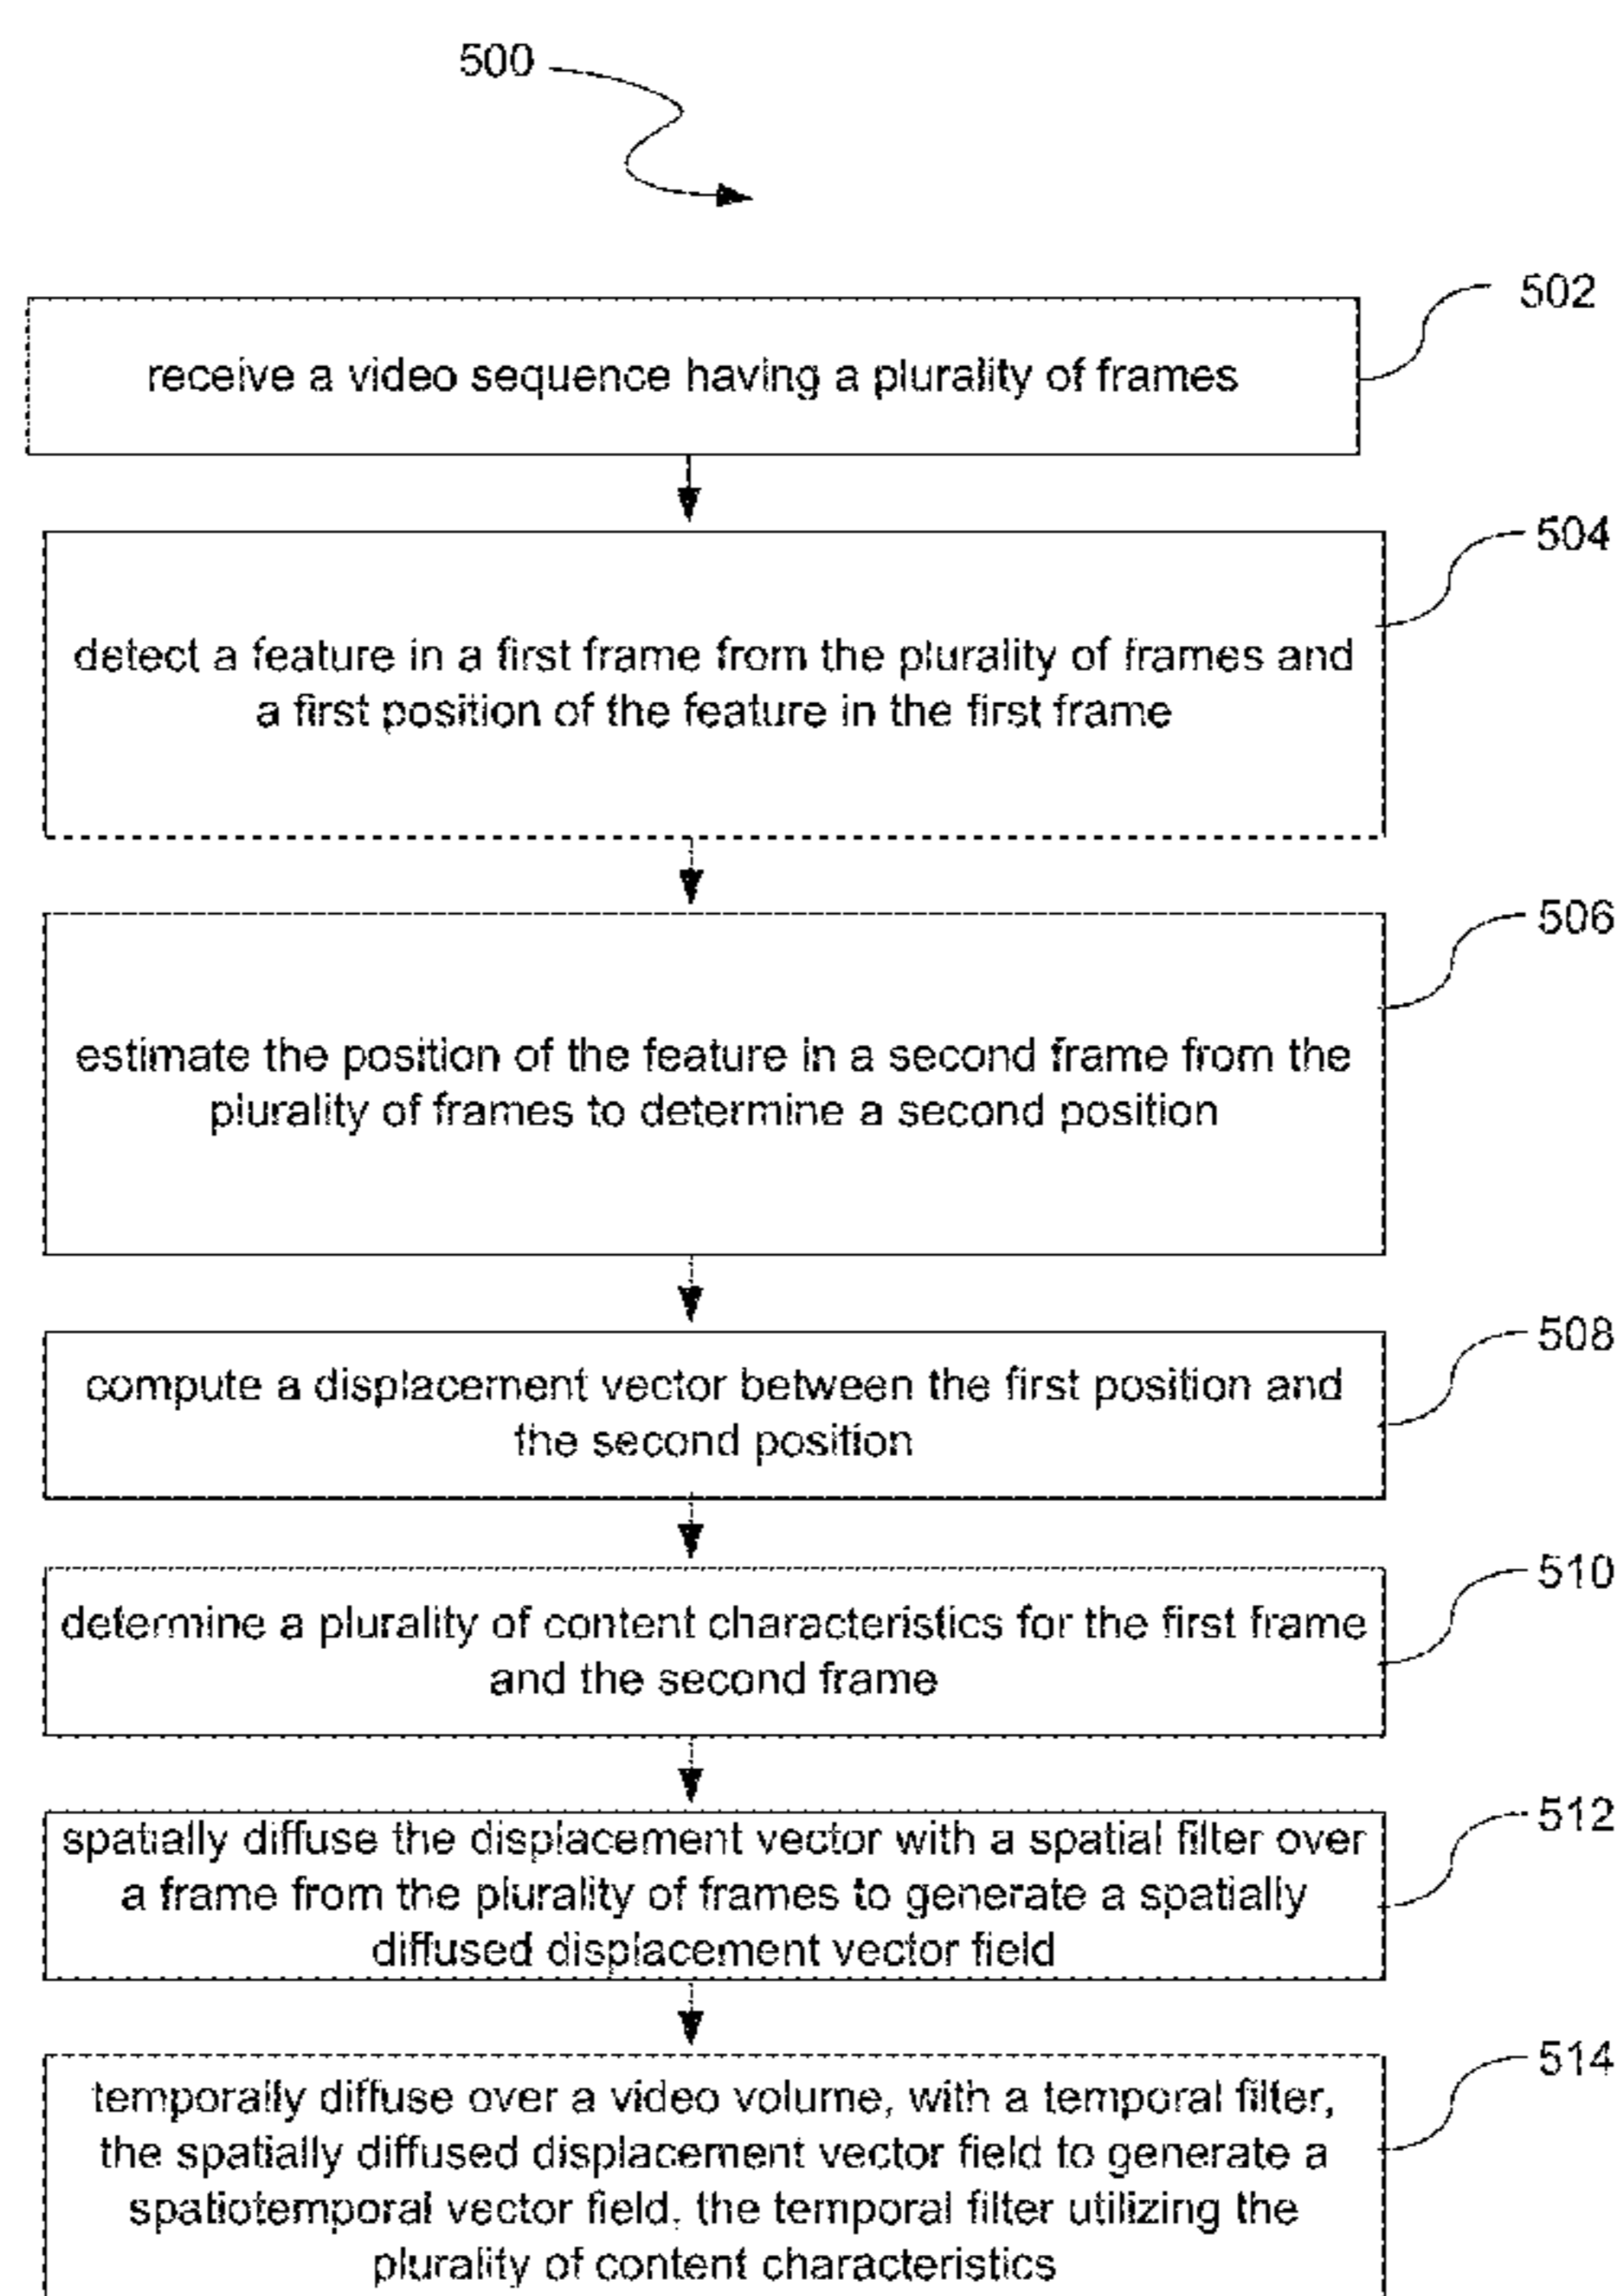 500
502
receive a video sequence having a plurality of frames
504
detect a feature in a first frame from the plurality of frames and
a first position of the feature in the first frame
506
estimate the position of the feature in a second frame from the
plurality of frames to determine a second position
508
compute a displacement vector between the first position and
the second position
510
determine a plurality of content characteristics for the first frame
and the second frame
512
spatially diffuse the displacement vector with a spatial filter over
a frame from the plurality of frames to generate a spatially
diffused displacement vector field
514
temporally diffuse over a video volume, with a temporal filter,
the spatially diffused displacement vector field to generate a
spatiotemporal vector field, the temporal filter utilizing the
plurality of content characteristics